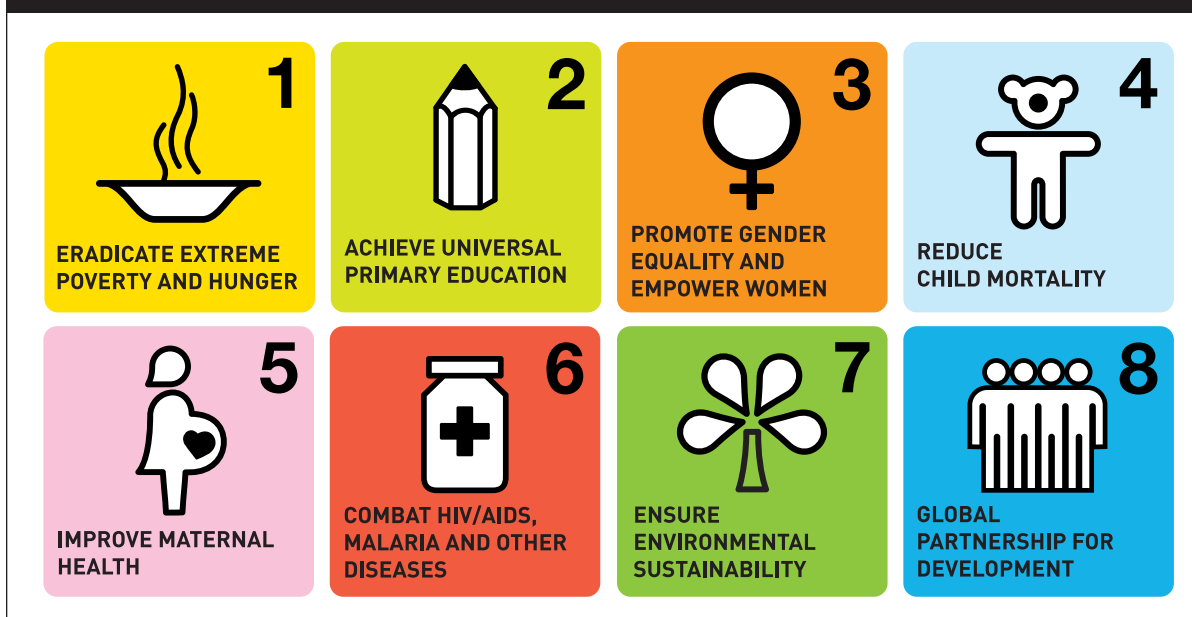 1
ERADICATE EXTREME
POVERTY AND HUNGER
2
ACHIEVE UNIVERSAL
PRIMARY EDUCATION
3
PROMOTE GENDER
EQUALITY AND
EMPOWER WOMEN
4
REDUCE
CHILD MORTALITY
5
IMPROVE MATERNAL
HEALTH
6
COMBAT HIV/AIDS,
MALARIA AND OTHER
DISEASES
7
ENSURE
ENVIRONMENTAL
SUSTAINABILITY
8
GLOBAL
PARTNERSHIP FOR
DEVELOPMENT